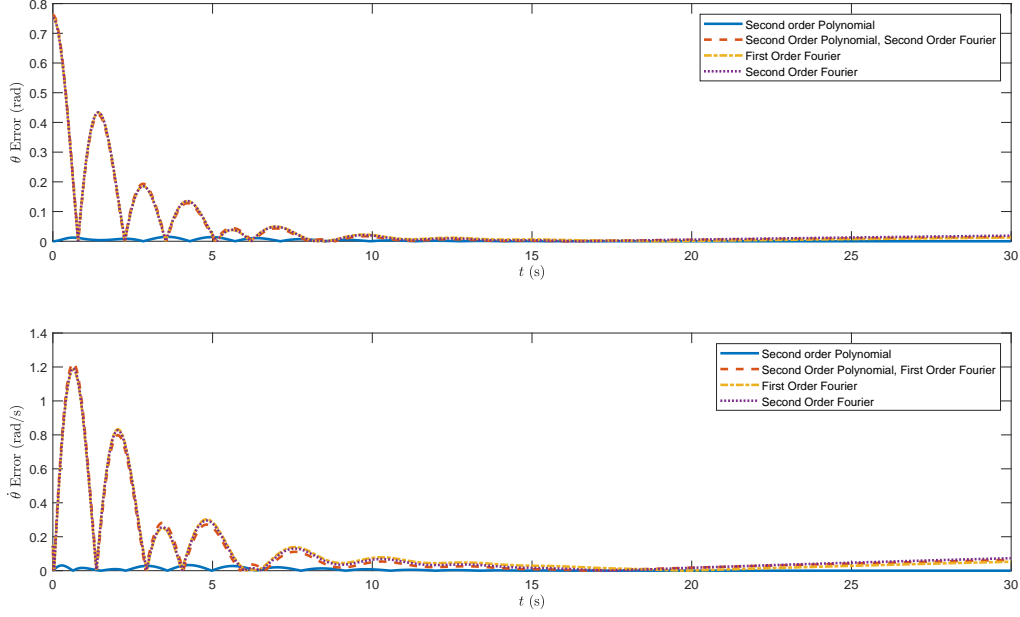 0.8
0.7
0.6
0.5
0.4
0.3
0.2
0.1
0
θ Error (rad)
Second order Polynomial
Second Order Polynomial, Second Order Fourier
First Order Fourier
Second Order Fourier
0 5 10 15 20 25 30
t (s)
1.4
1.2
1
0.8
0.6
0.4
0.2
0
θ̇ Error (rad/s)
Second order Polynomial
Second Order Polynomial, First Order Fourier
First Order Fourier
Second Order Fourier
0 5 10 15 20 25 30
t (s)